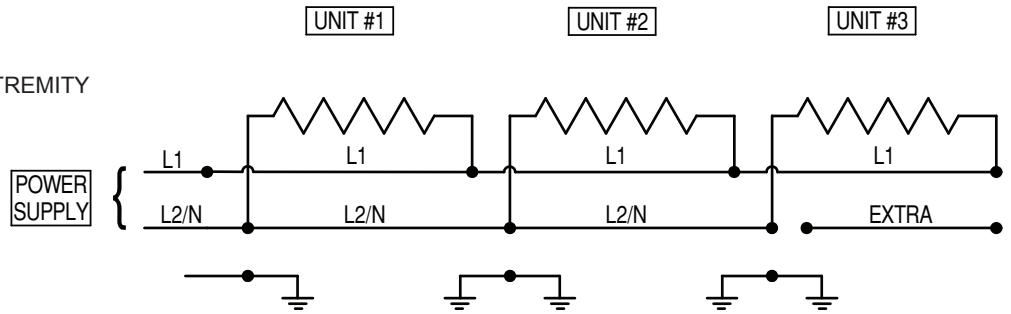 UNIT #1
UNIT #2
UNIT #3
TREMITY
L1
L1
L1
L1
POWER
SUPPLY
L2/N
L2/N
L2/N
EXTRA